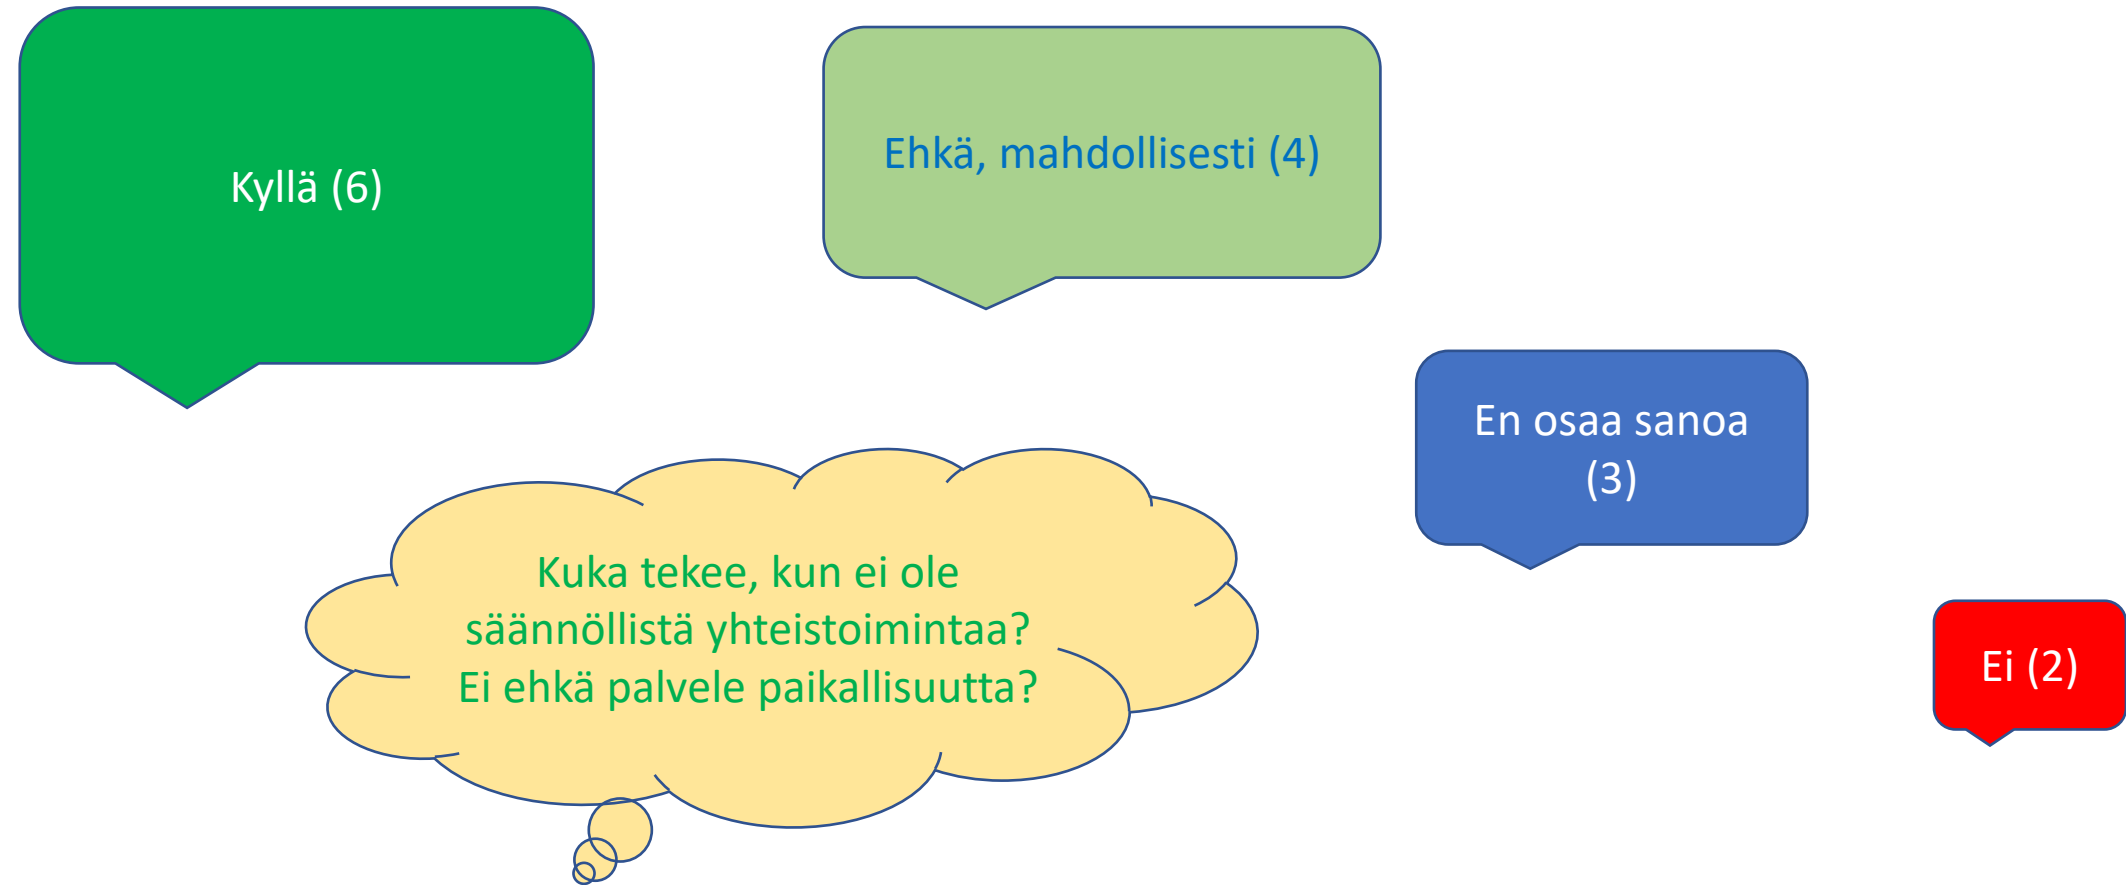 Kyllä (6)
Ehkä, mahdollisesti (4)
En osaa sanoa
(3)
Kuka tekee, kun ei ole
säännöllistä yhteistoimintaa?
Ei ehkä palvele paikallisuutta?
Ei (2)